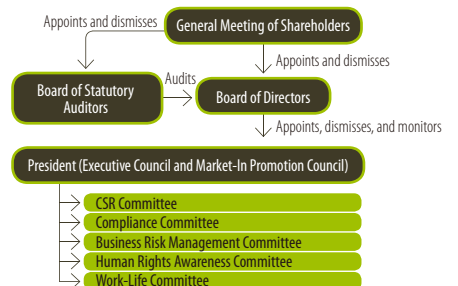 Appoints and dismisses
General Meeting of Shareholders
Appoints and dismisses
Board of Statutory
Auditors
Audits
Board of Directors
Appoints, dismisses, and monitors
President (Executive Council and Market-In Promotion Council)
CSR Committee
Compliance Committee
Business Risk Management Committee
Human Rights Awareness Committee
Work-Life Committee